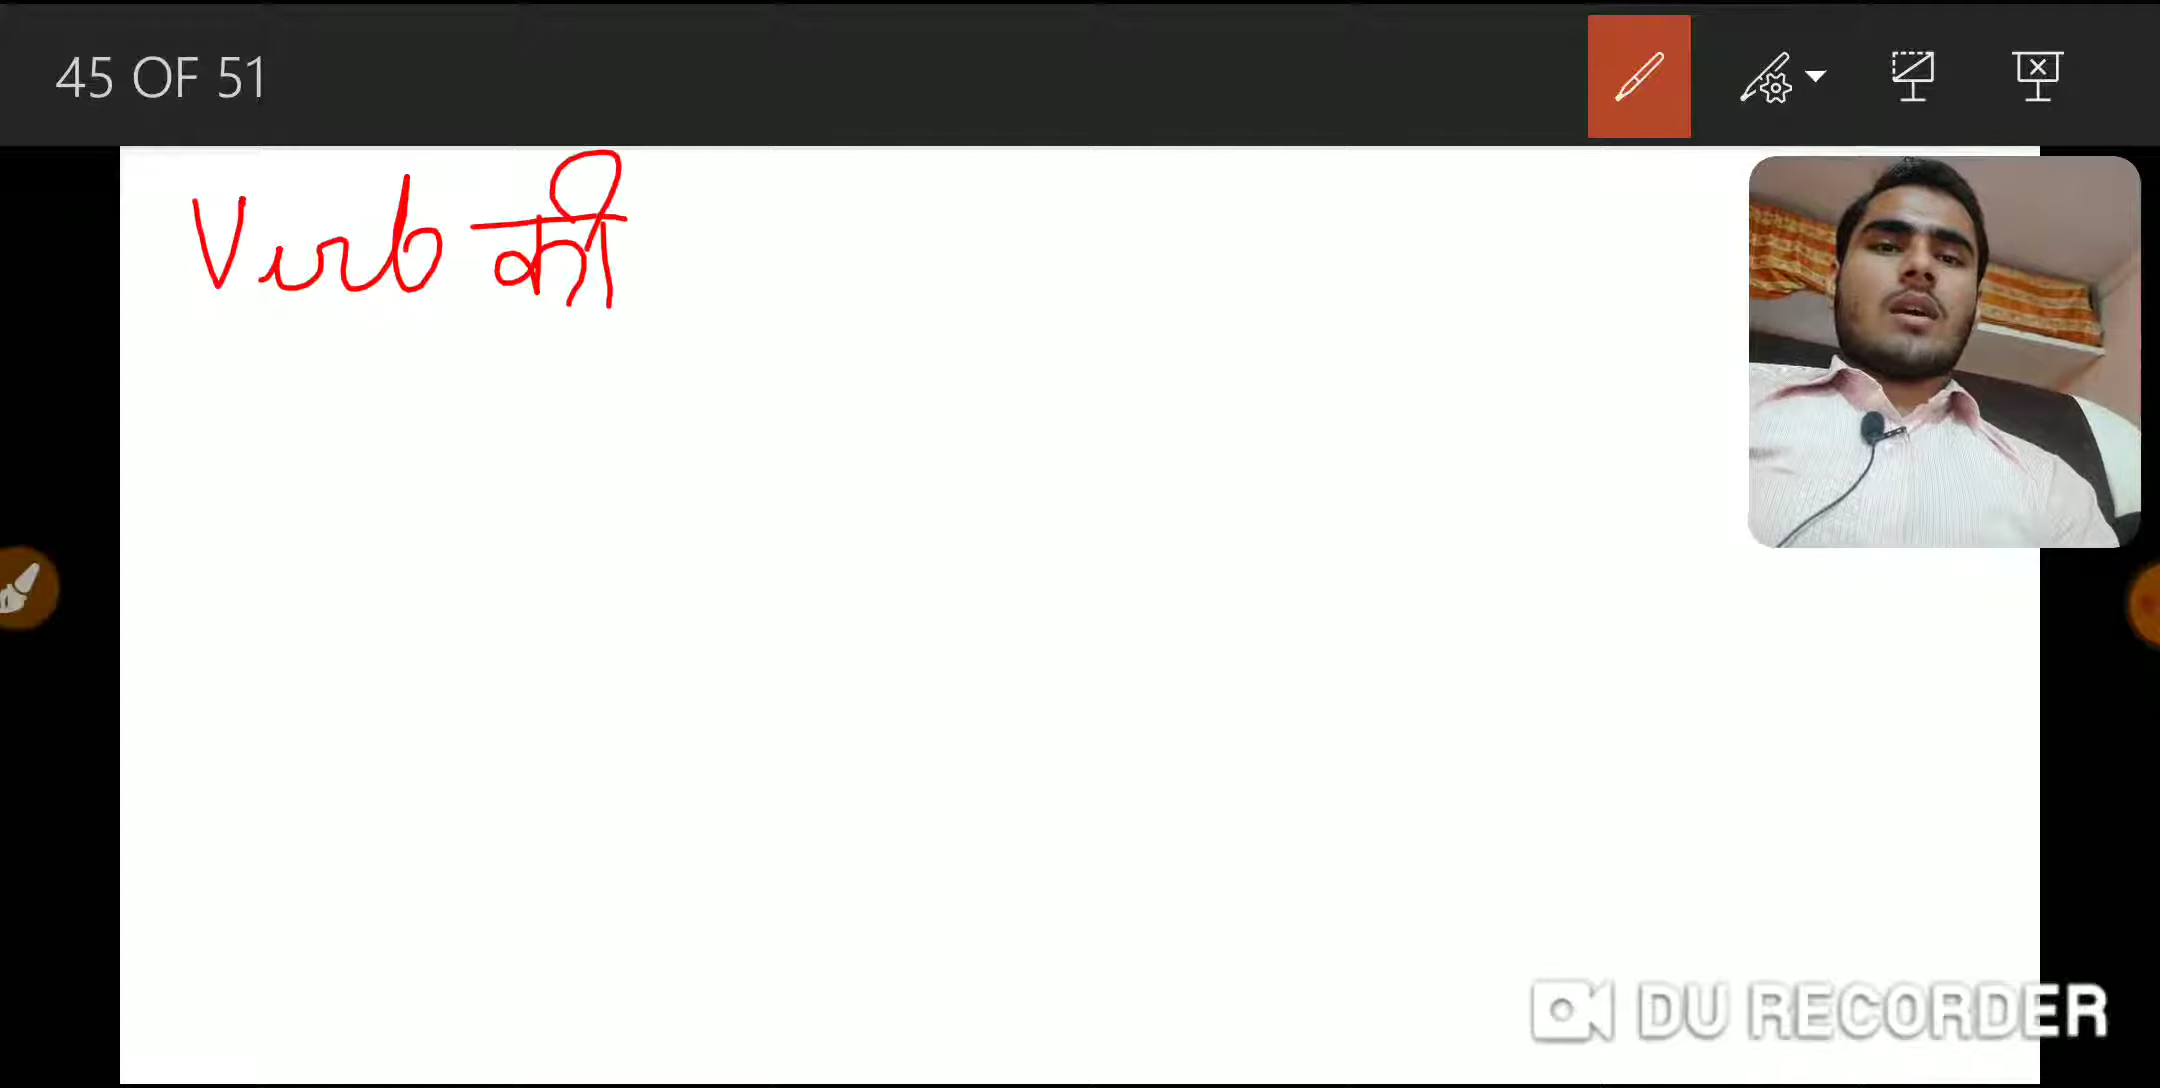 45 OF 51
Verb की
DU RECORDER